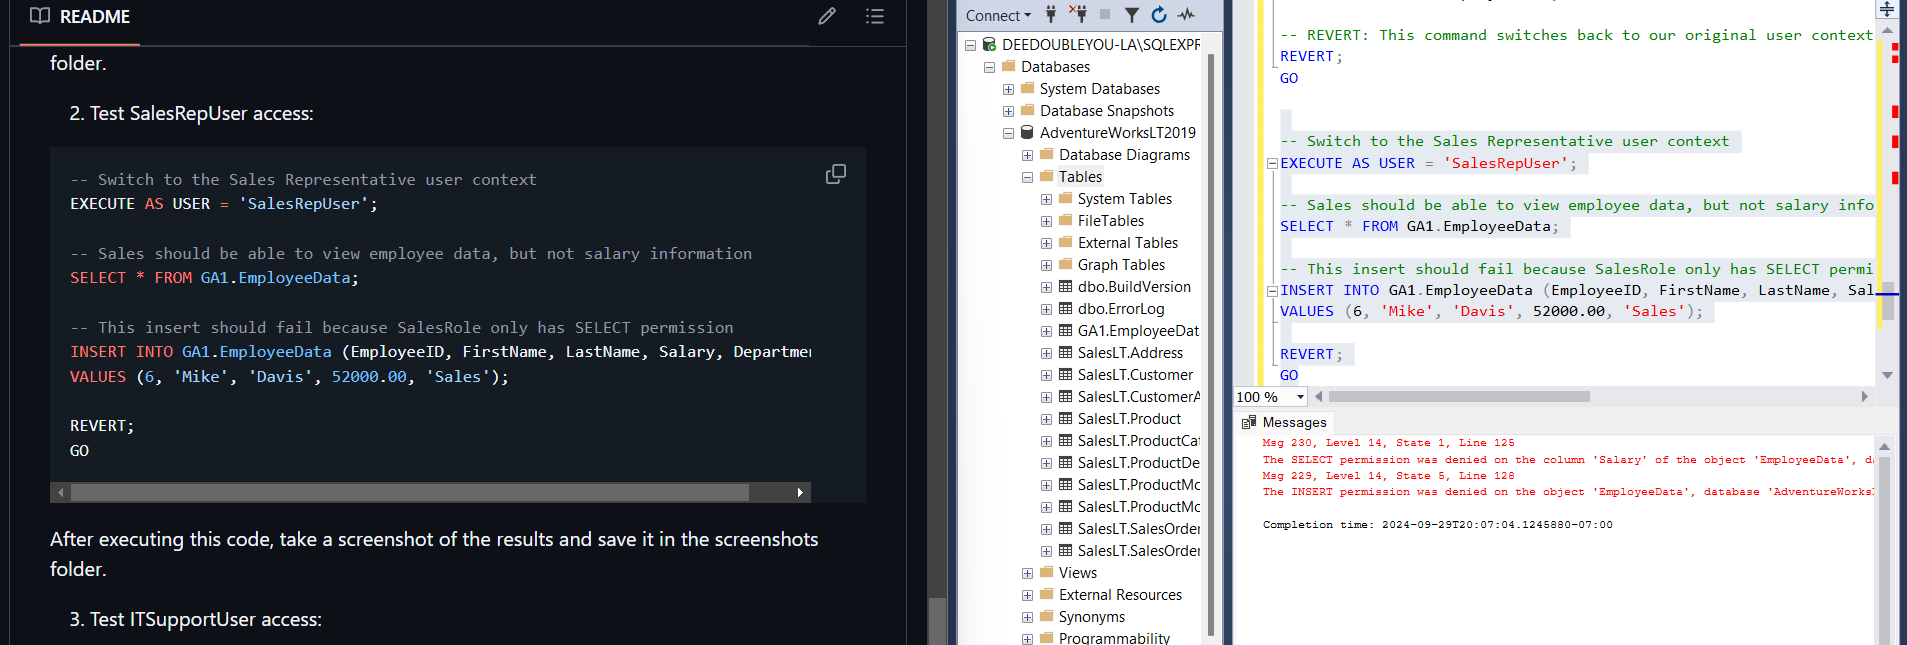 README
folder.
2. Test SalesRepUser access:
-- Switch to the Sales Representative user context
EXECUTE AS USER = 'SalesRepUser';
-- Sales should be able to view employee data, but not salary information
SELECT * FROM GA1.EmployeeData;
-- This insert should fail because SalesRole only has SELECT permission
INSERT INTO GA1.EmployeeData (EmployeeID, FirstName, LastName, Salary, Departme
VALUES (6, 'Mike', 'Davis', 52000.00, 'Sales');
REVERT;
GO
After executing this code, take a screenshot of the results and save it in the screenshots
folder.
3. Test ITSupportUser access:
Connect
DEEDOUBLEYOU-LA\SQLEXPR
Databases
System Databases
Database Snapshots
AdventureWorksLT2019
Database Diagrams
Tables
System Tables
FileTables
External Tables
Graph Tables
dbo.BuildVersion
dbo.ErrorLog
GA1.EmployeeDat
SalesLT.Address
SalesLT.Customer
SalesLT.CustomerA
SalesLT.Product
SalesLT.ProductCat
SalesLT.ProductDe
SalesLT.ProductMo
SalesLT.ProductMo
SalesLT.SalesOrder
SalesLT.SalesOrder
Views
External Resources
Synonyms
Programmability
-- REVERT: This command switches back to our original user context
REVERT;
GO
-- Switch to the Sales Representative user context
EXECUTE AS USER = 'SalesRepUser';
-- Sales should be able to view employee data, but not salary info
SELECT * FROM GA1.EmployeeData;
-- This insert should fail because SalesRole only has SELECT permi
INSERT INTO GA1.EmployeeData (EmployeeID, FirstName, LastName, Sal
VALUES (6, 'Mike', 'Davis', 52000.00, 'Sales');
REVERT;
GO
100 %
Messages
Msg 230, Level 14, State 1, Line 125
The SELECT permission was denied on the column 'Salary' of the object 'EmployeeData', da
Msg 229, Level 14, State 5, Line 128
The INSERT permission was denied on the object 'EmployeeData', database 'AdventureWorksL
Completion time: 2024-09-29T20:07:04.1245880-07:00